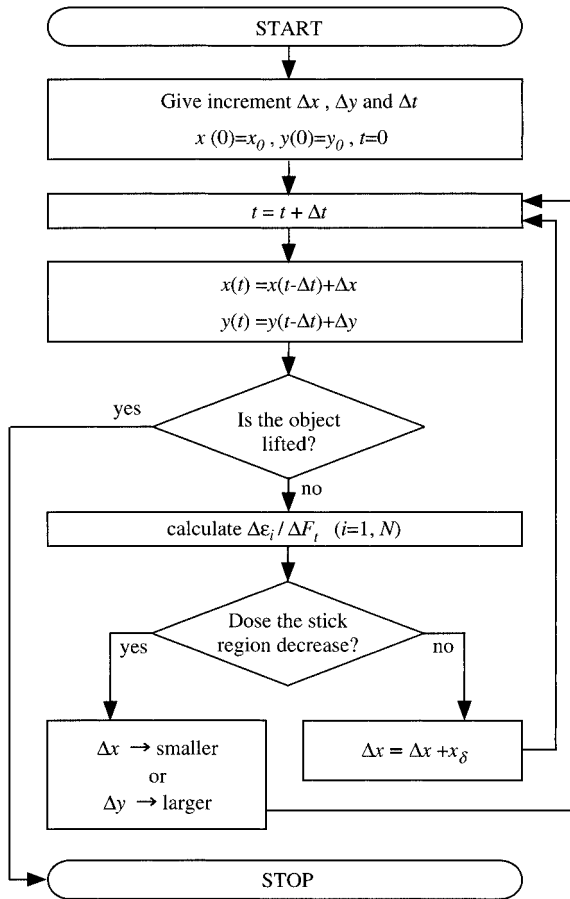 START
Give increment Δx , Δy and Δt
x (0)=x₀ , y(0)=y₀ , t=0
t = t + Δt
x(t) =x(t-Δt)+Δx
y(t) =y(t-Δt)+Δy
yes
Is the object
lifted?
no
calculate Δεᵢ / ΔFₜ (i=1, N)
Dose the stick
region decrease?
yes
no
Δx → smaller
or
Δy → larger
Δx = Δx +x_δ
STOP